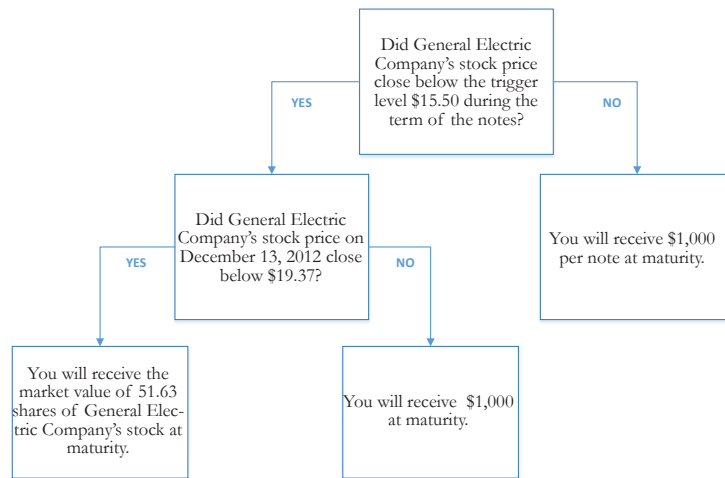 Did General Electric
Company's stock price
close below the trigger
level $15.50 during the
term of the notes?
YES
NO
Did General Electric
Company's stock price on
December 13, 2012 close
below $19.37?
You will receive $1,000
per note at maturity.
YES
NO
You will receive the
market value of 51.63
shares of General Elec-
tric Company's stock at
maturity.
You will receive $1,000
at maturity.